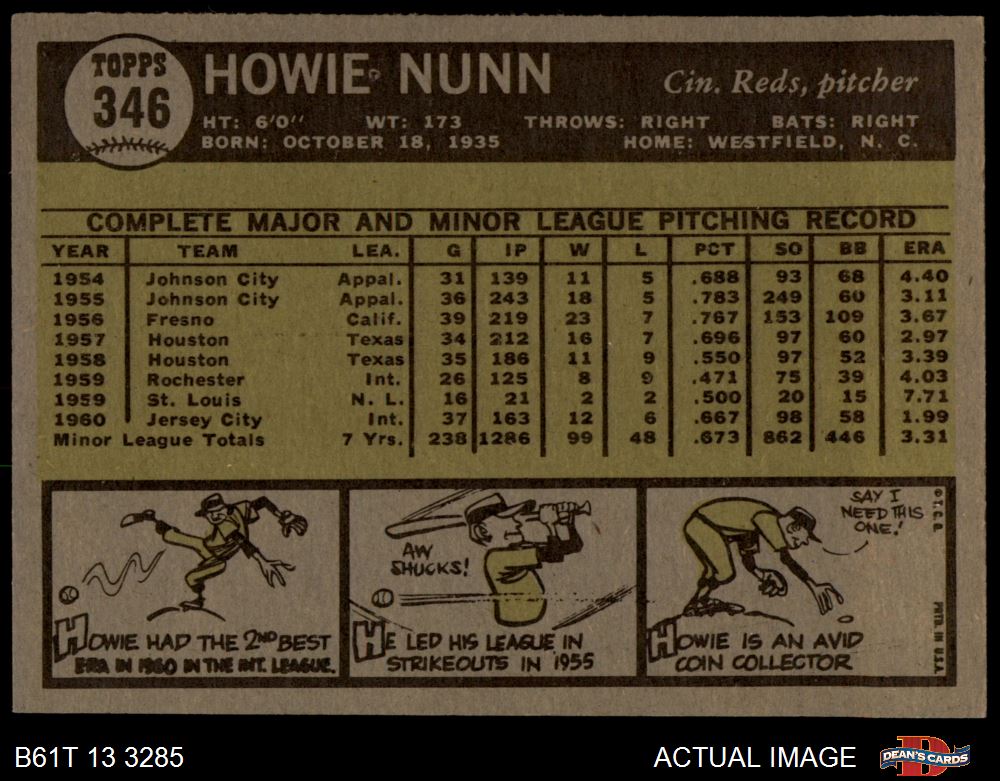 TOPPS
346
HOWIE NUNN
Cin. Reds, pitcher
HT: 6'0" WT: 173 THROWS: RIGHT BATS: RIGHT
BORN: OCTOBER 18, 1935 HOME: WESTFIELD, N. C.
COMPLETE MAJOR AND MINOR LEAGUE PITCHING RECORD
YEAR TEAM LEA. G IP W L PCT SO BB ERA
1954 Johnson City Appal. 31 139 11 5 .688 93 68 4.40
1955 Johnson City Appal. 36 243 18 5 .783 249 60 3.11
1956 Fresno Calif. 39 219 23 7 .767 153 109 3.67
1957 Houston Texas 34 212 16 7 .696 97 60 2.97
1958 Houston Texas 35 186 11 9 .550 97 52 3.39
1959 Rochester Int. 26 125 8 9 .471 75 39 4.03
1959 St. Louis N. L. 16 21 2 2 .500 20 15 7.71
1960 Jersey City Int. 37 163 12 6 .667 98 58 1.99
Minor League Totals 7 Yrs. 238 1286 99 48 .673 862 446 3.31
HOWIE HAD THE 2ND BEST
ERA IN 1960 IN THE INT. LEAGUE.
AW
SHUCKS!
HE LED HIS LEAGUE IN
STRIKEOUTS IN 1955
SAY I
NEED THIS
ONE!
HOWIE IS AN AVID
COIN COLLECTOR
© T. C. G.
PRTD. IN U.S.A.
B61T 13 3285
ACTUAL IMAGE
DEAN'S CARDS